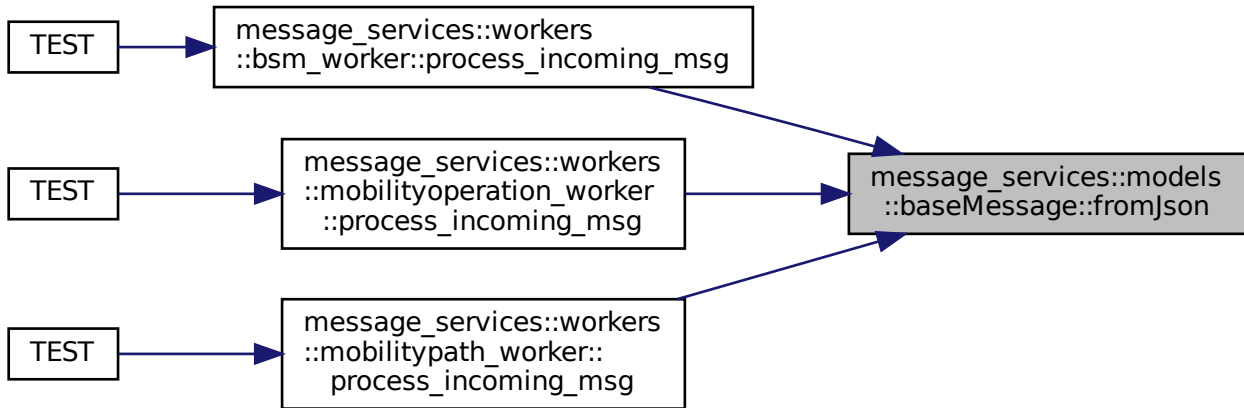 TEST
message_services::workers
::bsm_worker::process_incoming_msg
TEST
message_services::workers
::mobilityoperation_worker
::process_incoming_msg
message_services::models
::baseMessage::fromJson
TEST
message_services::workers
::mobilitypath_worker::
process_incoming_msg